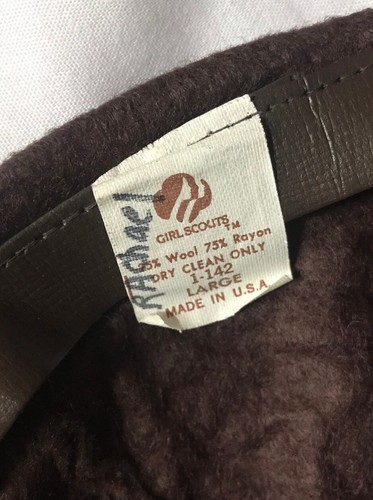 GIRL SCOUTS
TM
25% Wool 75% Rayon
DRY CLEAN ONLY
1-142
LARGE
MADE IN U.S.A.
RAChael